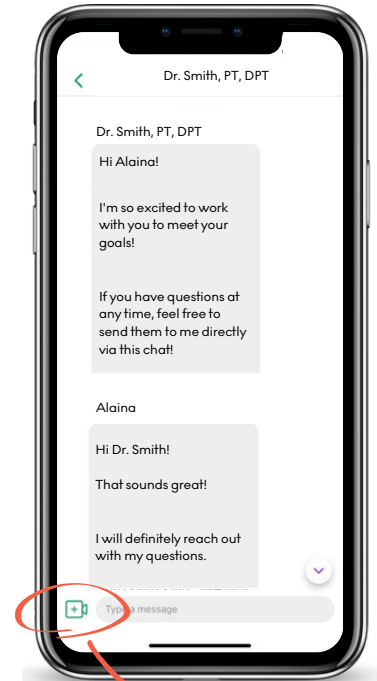 Dr. Smith, PT, DPT
Dr. Smith, PT, DPT
Hi Alaina!
I'm so excited to work
with you to meet your
goals!
If you have questions at
any time, feel free to
send them to me directly
via this chat!
Alaina
Hi Dr. Smith!
That sounds great!
I will definitely reach out
with my questions.
Type a message